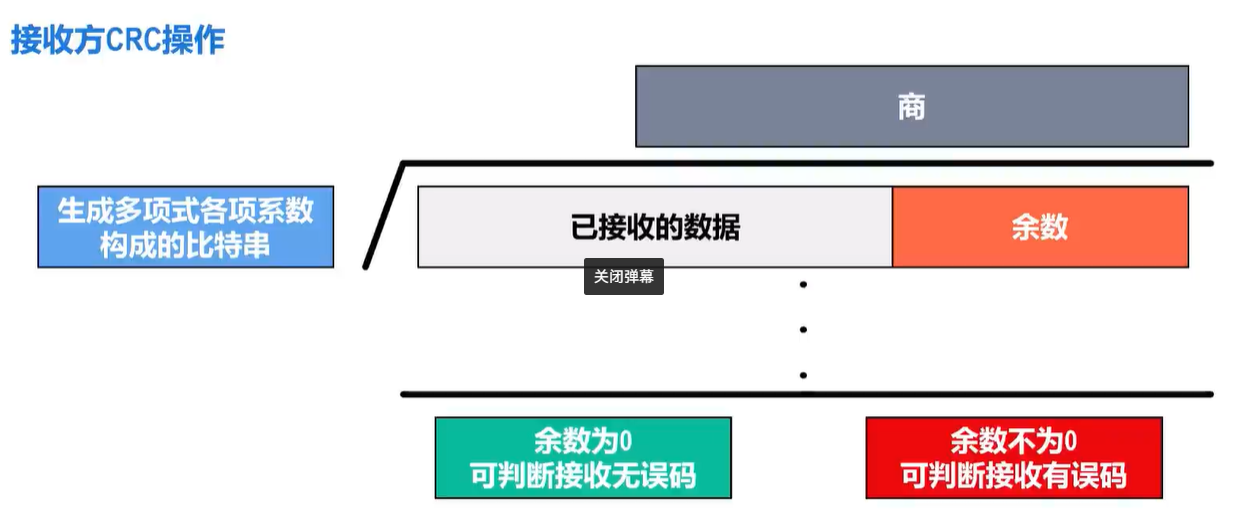 接收方CRC操作
商
生成多项式各项系数
构成的比特串
已接收的数据
余数
关闭弹幕
余数为0
可判断接收无误码
余数不为0
可判断接收有误码